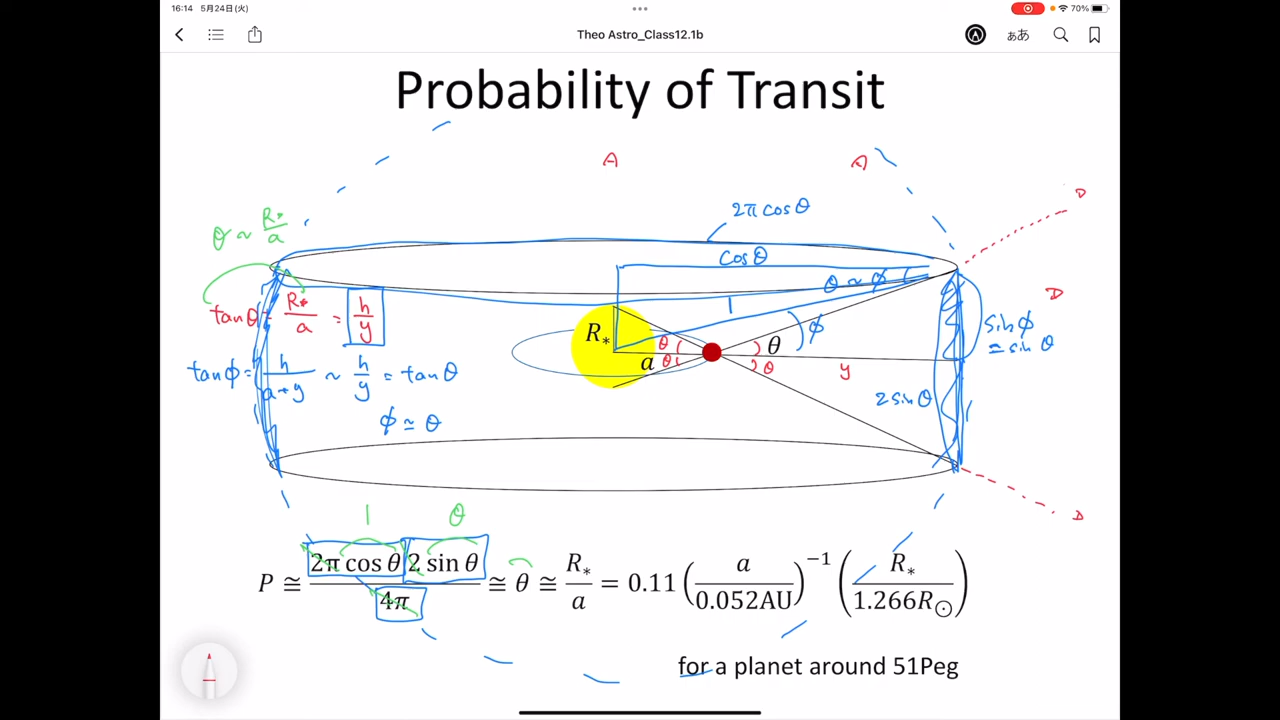 16:14 5月24日(火)
70%
Theo Astro_Class12.1b
ぁあ
Probability of Transit
A A
D
2π cos θ
θ ~ R* / a
cos θ
θ ~ φ
1
D
tan θ = R* / a = h / y
sin φ ≃ sin θ
R*
θ
φ
θ
a
θ
θ
y
tan φ = h / a+y ~ h / y = tan θ
2 sin θ
φ ≃ θ
D
1 θ
P ≅ 2π cos θ 2 sin θ / 4π ≅ θ ≅ R* / a = 0.11 (a / 0.052AU)^−1 (R* / 1.266R⊙)
for a planet around 51Peg